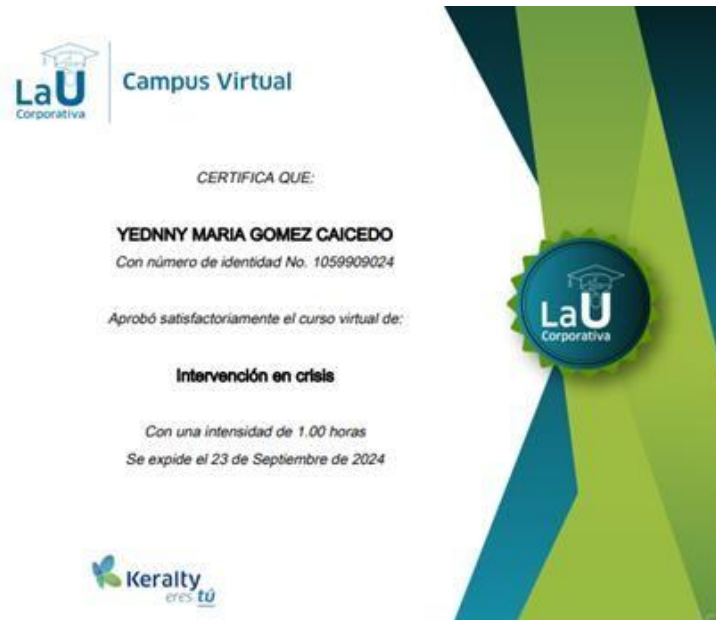 LaU
Corporativa
Campus Virtual
CERTIFICA QUE:
YEDNNY MARIA GOMEZ CAICEDO
Con número de identidad No. 1059909024
Aprobó satisfactoriamente el curso virtual de:
Intervención en crisis
Con una intensidad de 1.00 horas
Se expide el 23 de Septiembre de 2024
LaU
Corporativa
Keralty
eres tú